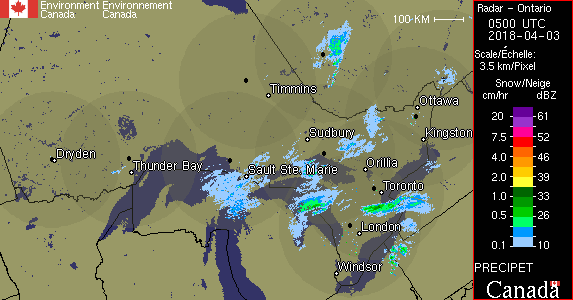 Environment Environnement
Canada Canada
100 KM
Timmins
Ottawa
Sudbury
Kingston
Dryden
Thunder Bay
Sault Ste. Marie
Orillia
Toronto
London
Windsor
Radar - Ontario
0500 UTC
2018-04-03
Scale/Échelle:
3.5 km/Pixel
Snow/Neige
cm/hr dBZ
20 61
7.5 52
4.0 46
2.0 39
1.0 33
0.5 26
0.1 10
PRECIPET
Canada